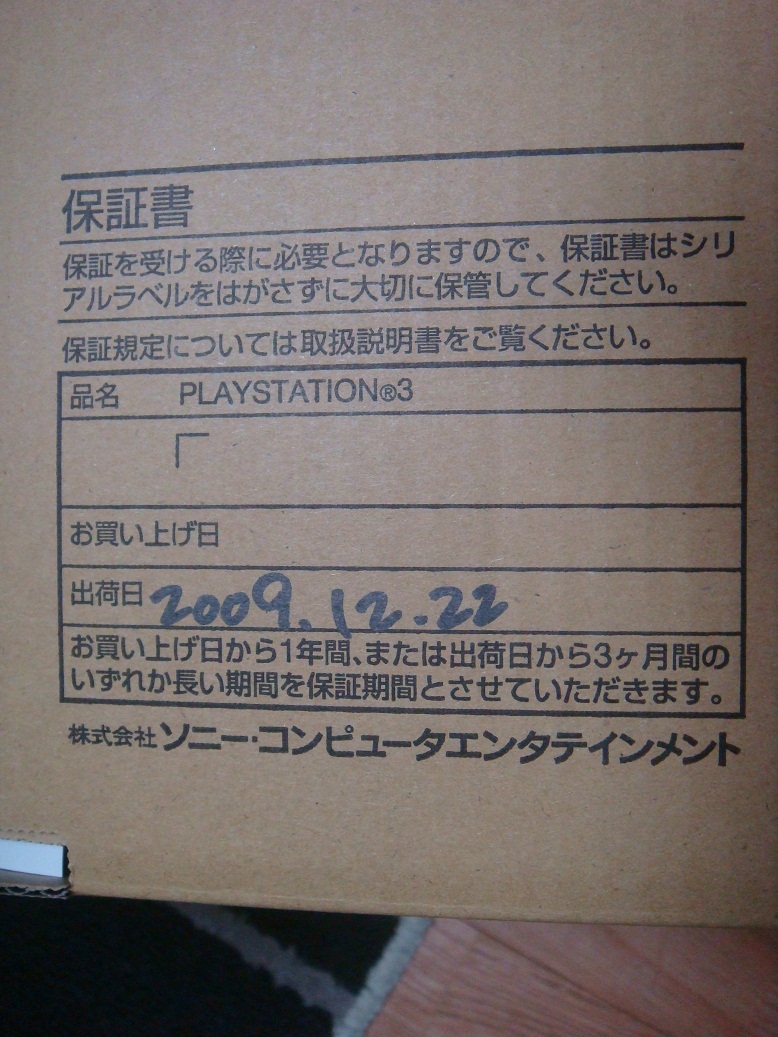 保証書
保証を受ける際に必要となりますので、保証書はシリ
アルラベルをはがさずに大切に保管してください。
保証規定については取扱説明書をご覧ください。
品名 PLAYSTATION®3
お買い上げ日
出荷日 2009.12.22
お買い上げ日から1年間、または出荷日から3ヶ月間の
いずれか長い期間を保証期間とさせていただきます。
株式会社ソニー・コンピュータエンタテインメント